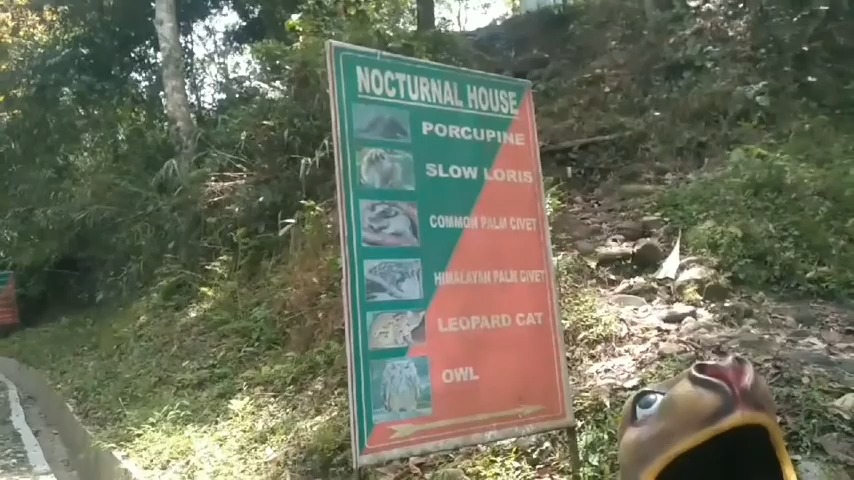 NOCTURNAL HOUSE
PORCUPINE
SLOW LORIS
COMMON PALM CIVET
HIMALAYAN PALM CIVET
LEOPARD CAT
OWL